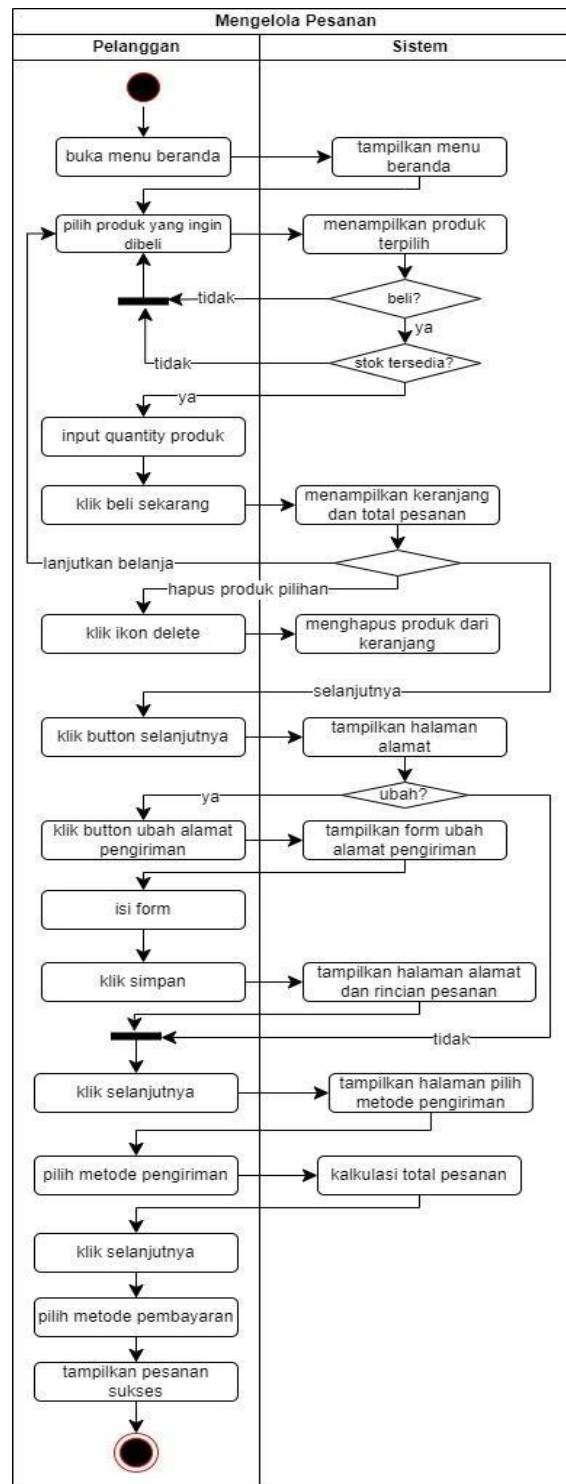 Mengelola Pesanan
Pelanggan
Sistem
buka menu beranda
tampilkan menu
beranda
pilih produk yang ingin
dibeli
menampilkan produk
terpilih
tidak
beli?
ya
tidak
stok tersedia?
ya
input quantity produk
klik beli sekarang
menampilkan keranjang
dan total pesanan
lanjutkan belanja
hapus produk pilihan
klik ikon delete
menghapus produk dari
keranjang
selanjutnya
klik button selanjutnya
tampilkan halaman
alamat
ya
ubah?
klik button ubah alamat
pengiriman
tampilkan form ubah
alamat pengiriman
isi form
klik simpan
tampilkan halaman alamat
dan rincian pesanan
tidak
klik selanjutnya
tampilkan halaman pilih
metode pengiriman
pilih metode pengiriman
kalkulasi total pesanan
klik selanjutnya
pilih metode pembayaran
tampilkan pesanan
sukses